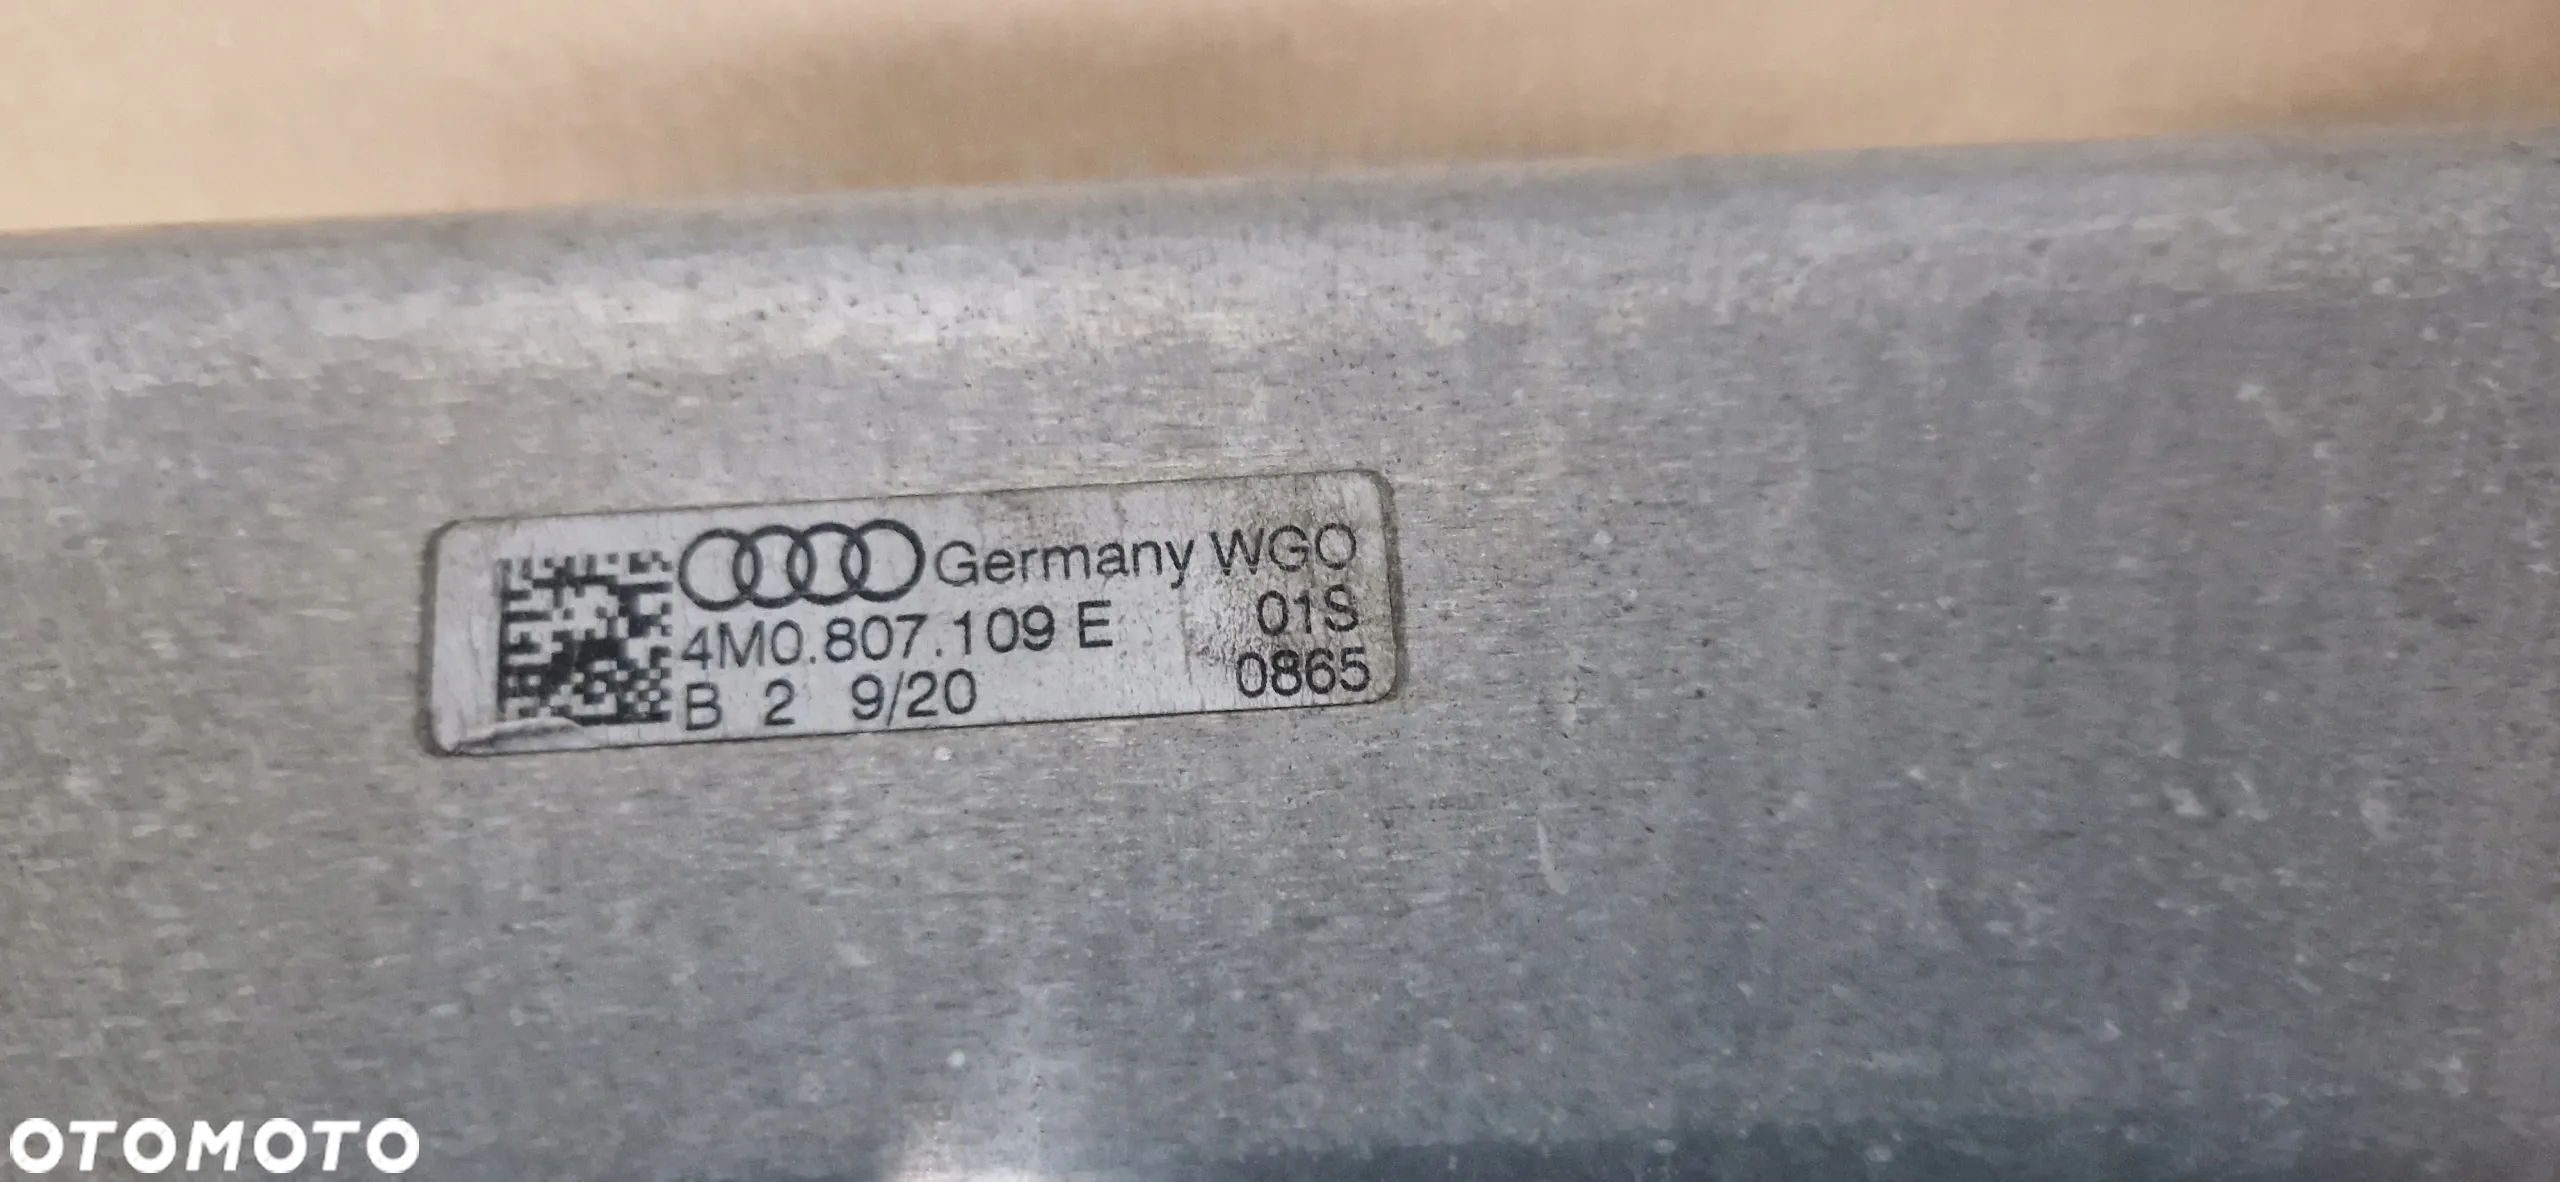 Germany WGO
4M0.807.109 E 01S
B 2 9/20 0865
OTOMOTO